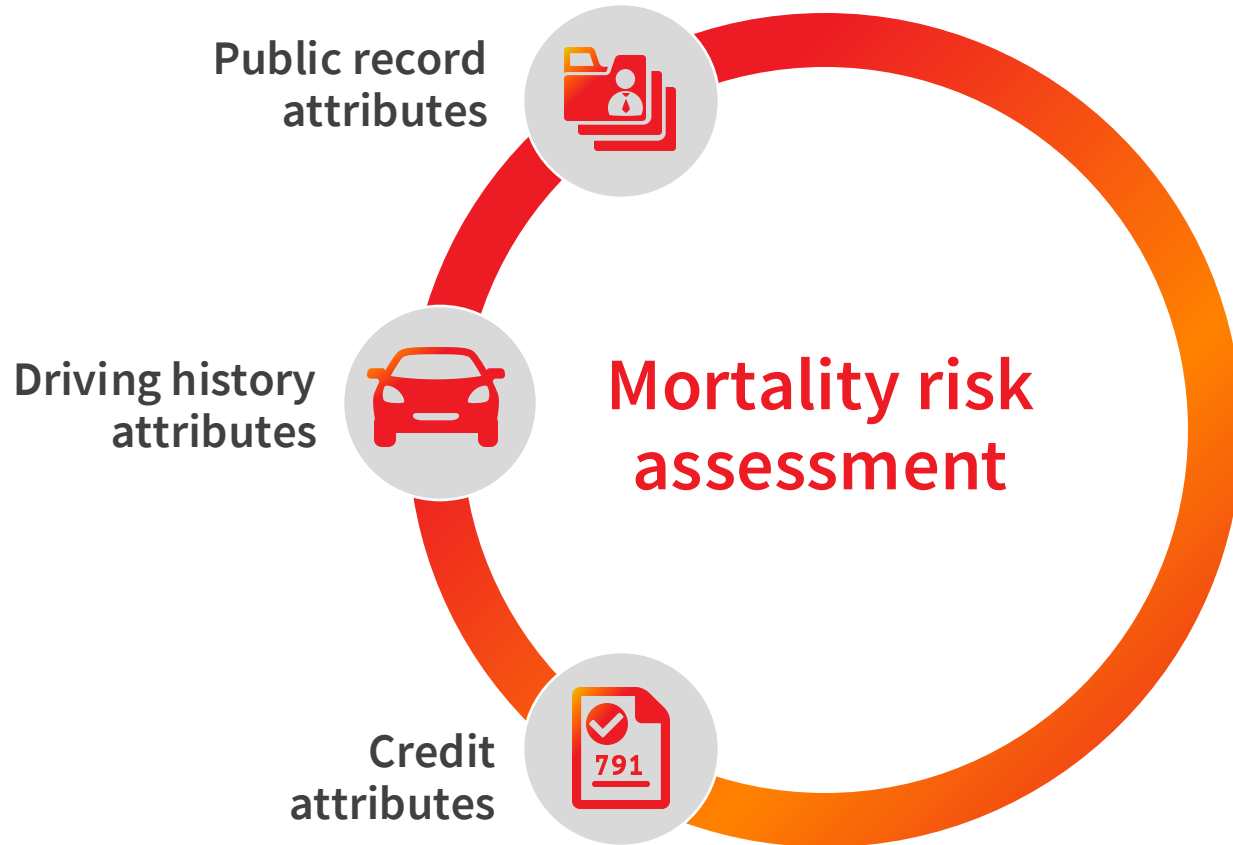 Public record
attributes
Driving history
attributes
Mortality risk
assessment
Credit
attributes
791